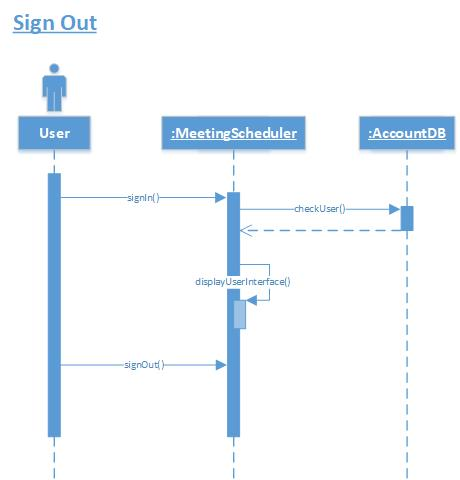 Sign Out
User
:MeetingScheduler
:AccountDB
signIn()
checkUser()
displayUserInterface()
signOut()